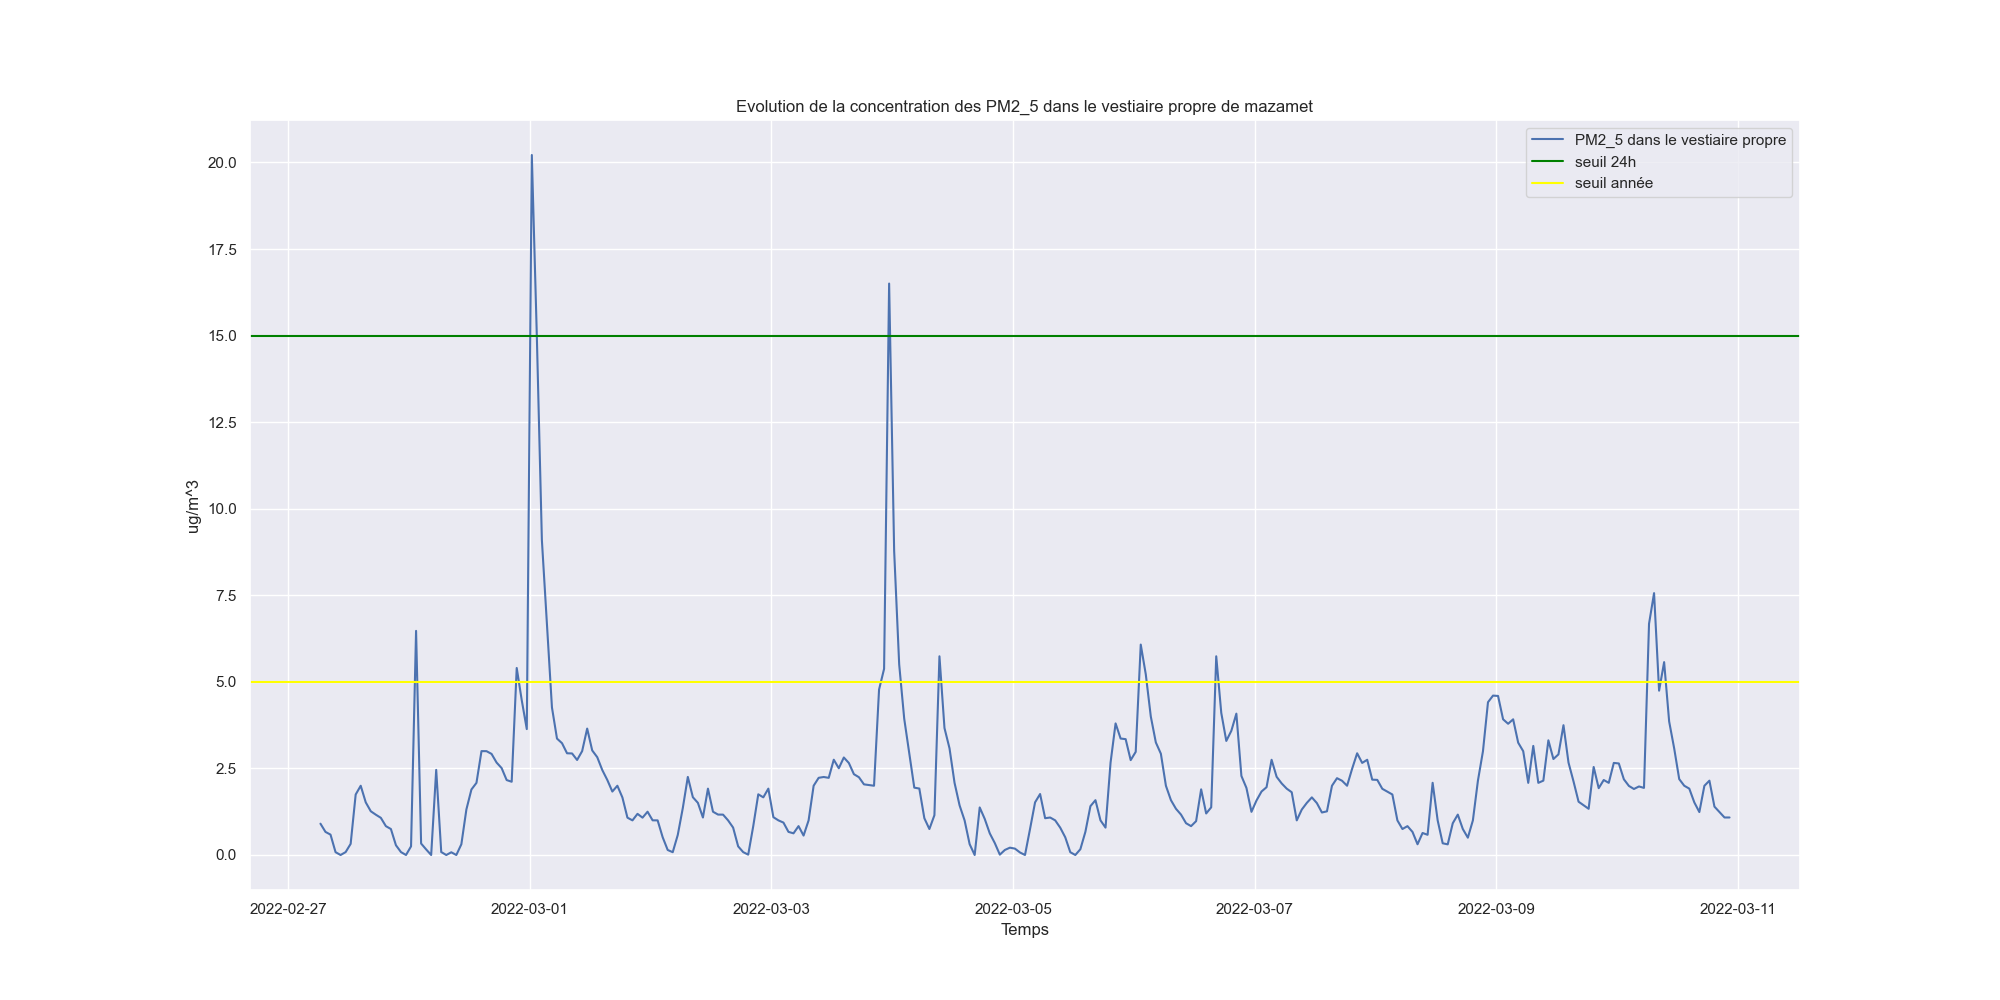 Evolution de la concentration des PM2_5 dans le vestiaire propre de mazamet
PM2_5 dans le vestiaire propre
seuil 24h
seuil année
20.0
17.5
15.0
12.5
10.0
7.5
5.0
2.5
0.0
ug/m^3
2022-02-27 2022-03-01 2022-03-03 2022-03-05 2022-03-07 2022-03-09 2022-03-11
Temps